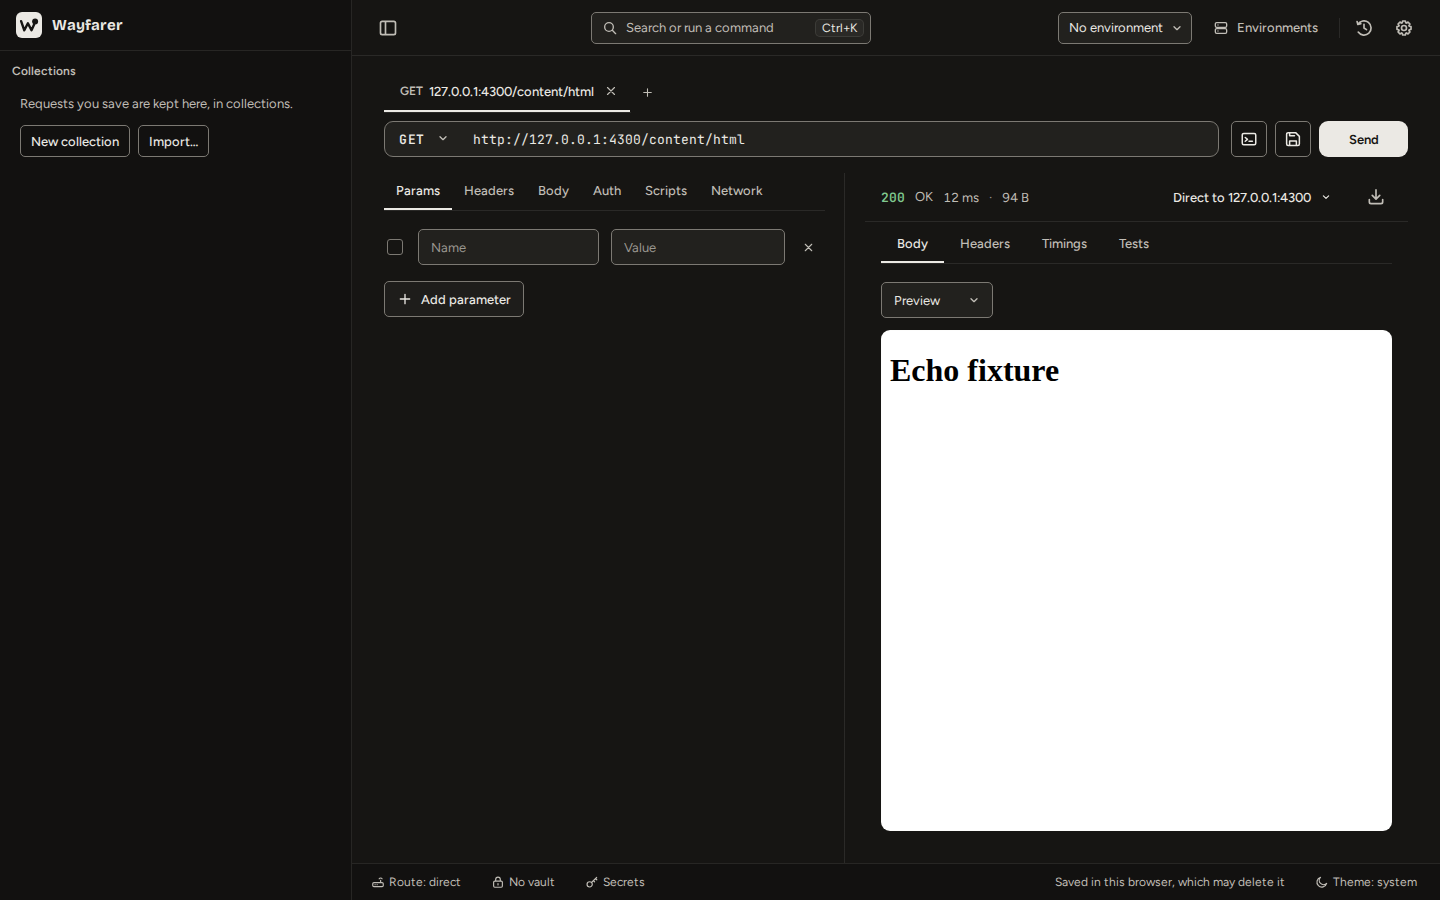 Wayfarer
Search or run a command
Ctrl+K
No environment
Environments
Collections
Requests you save are kept here, in collections.
New collection
Import...
GET 127.0.0.1:4300/content/html
GET
http://127.0.0.1:4300/content/html
Send
Params
Headers
Body
Auth
Scripts
Network
Name
Value
Add parameter
200 OK 12 ms · 94 B
Direct to 127.0.0.1:4300
Body
Headers
Timings
Tests
Preview
Echo fixture
Route: direct
No vault
Secrets
Saved in this browser, which may delete it
Theme: system